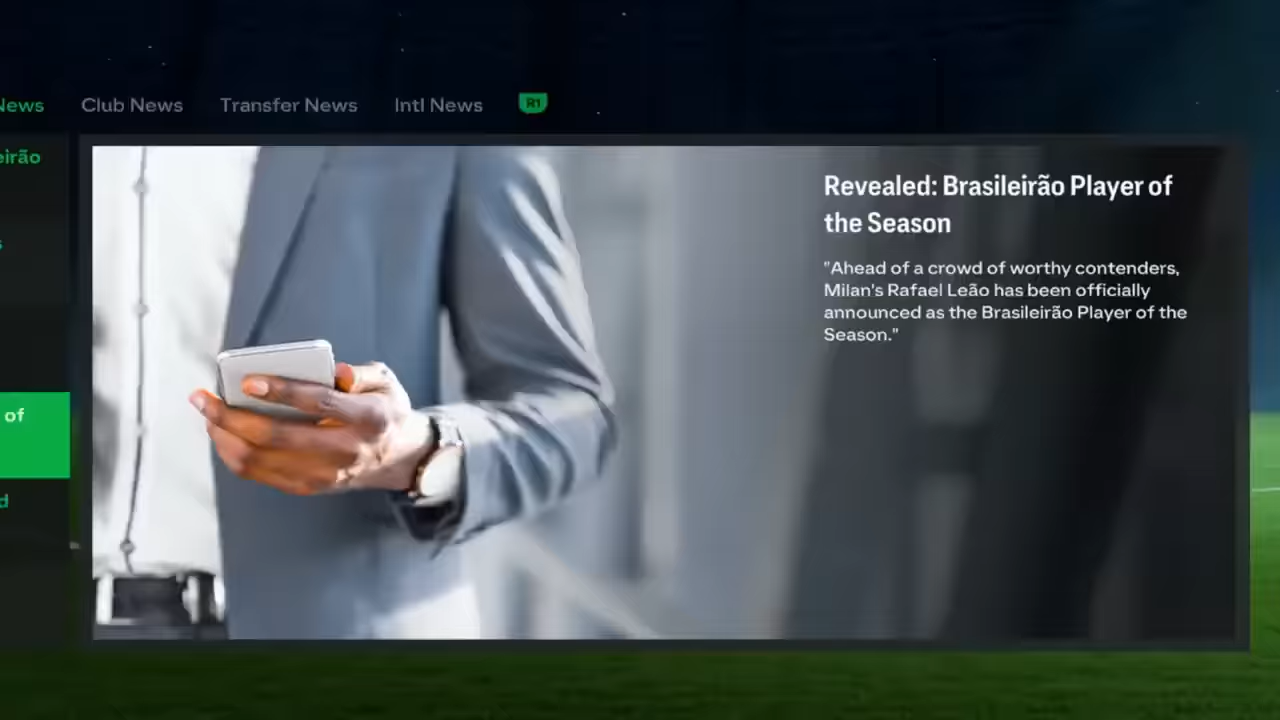 News Club News Transfer News Intl News R1
eirão
s
of
d
Revealed: Brasileirão Player of
the Season
"Ahead of a crowd of worthy contenders,
Milan's Rafael Leão has been officially
announced as the Brasileirão Player of the
Season."